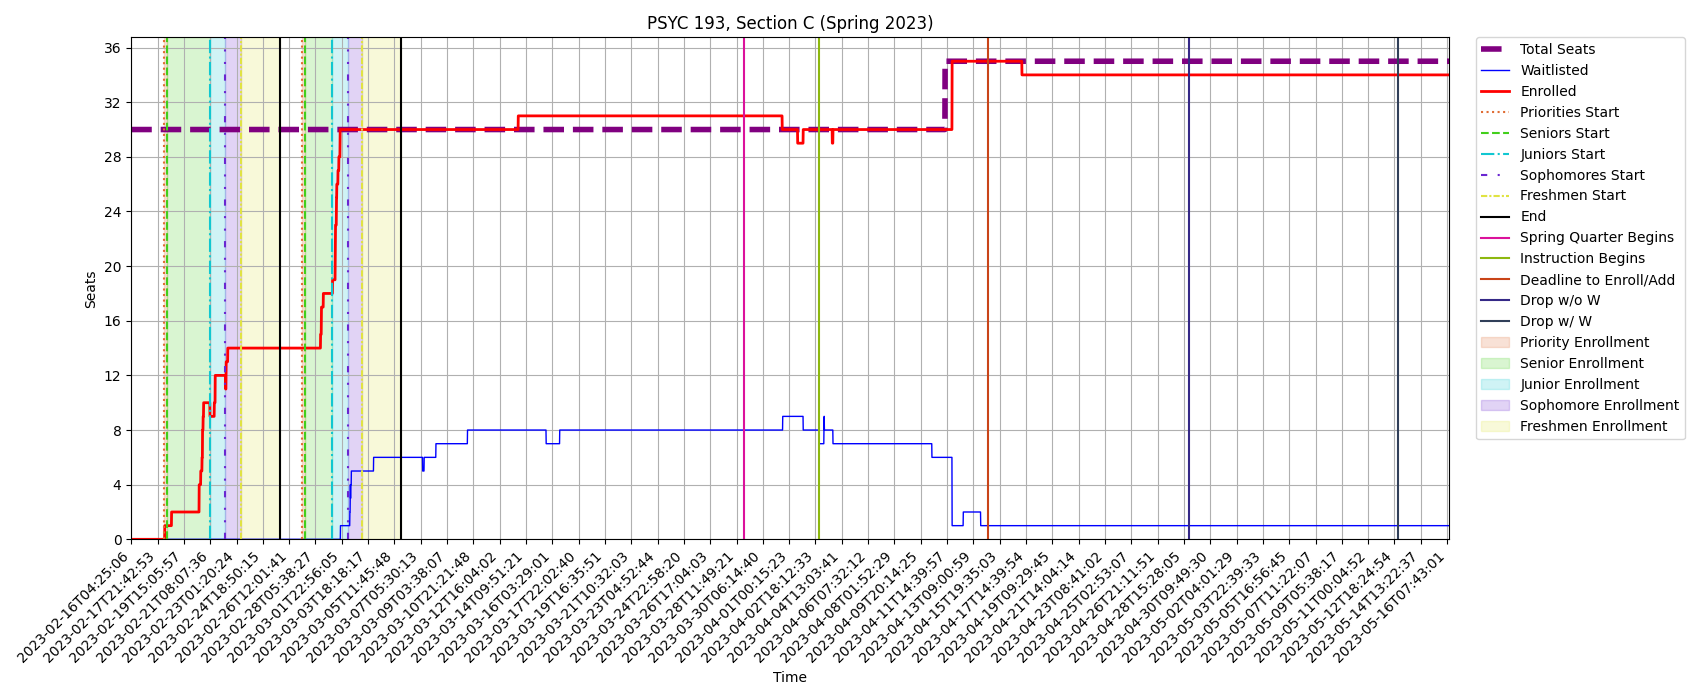 PSYC 193, Section C (Spring 2023)
Seats
36
32
28
24
20
16
12
8
4
0
2023-02-16T04:25:06
2023-02-17T21:42:53
2023-02-19T15:05:57
2023-02-21T08:07:36
2023-02-23T01:20:24
2023-02-24T18:50:15
2023-02-26T12:01:41
2023-02-28T05:38:27
2023-03-01T22:56:05
2023-03-03T18:18:17
2023-03-05T11:45:48
2023-03-07T05:30:13
2023-03-09T03:38:07
2023-03-10T21:21:48
2023-03-12T16:04:02
2023-03-14T09:51:21
2023-03-16T03:29:01
2023-03-17T22:02:40
2023-03-19T16:35:51
2023-03-21T10:32:03
2023-03-23T04:52:44
2023-03-24T22:58:20
2023-03-26T17:04:03
2023-03-28T11:49:21
2023-03-30T06:14:40
2023-04-01T00:15:23
2023-04-02T18:12:33
2023-04-04T13:03:41
2023-04-06T07:32:12
2023-04-08T01:52:29
2023-04-09T20:14:25
2023-04-11T14:39:57
2023-04-13T09:00:59
2023-04-15T19:35:03
2023-04-17T14:39:54
2023-04-19T09:29:45
2023-04-21T04:04:14
2023-04-23T08:41:02
2023-04-25T02:53:07
2023-04-26T21:11:51
2023-04-28T15:28:05
2023-04-30T09:49:30
2023-05-02T04:01:29
2023-05-03T22:39:33
2023-05-05T16:56:45
2023-05-07T11:22:07
2023-05-09T05:38:17
2023-05-11T00:04:52
2023-05-12T18:24:54
2023-05-14T13:22:37
2023-05-16T07:43:01
Time
Total Seats
Waitlisted
Enrolled
Priorities Start
Seniors Start
Juniors Start
Sophomores Start
Freshmen Start
End
Spring Quarter Begins
Instruction Begins
Deadline to Enroll/Add
Drop w/o W
Drop w/ W
Priority Enrollment
Senior Enrollment
Junior Enrollment
Sophomore Enrollment
Freshmen Enrollment